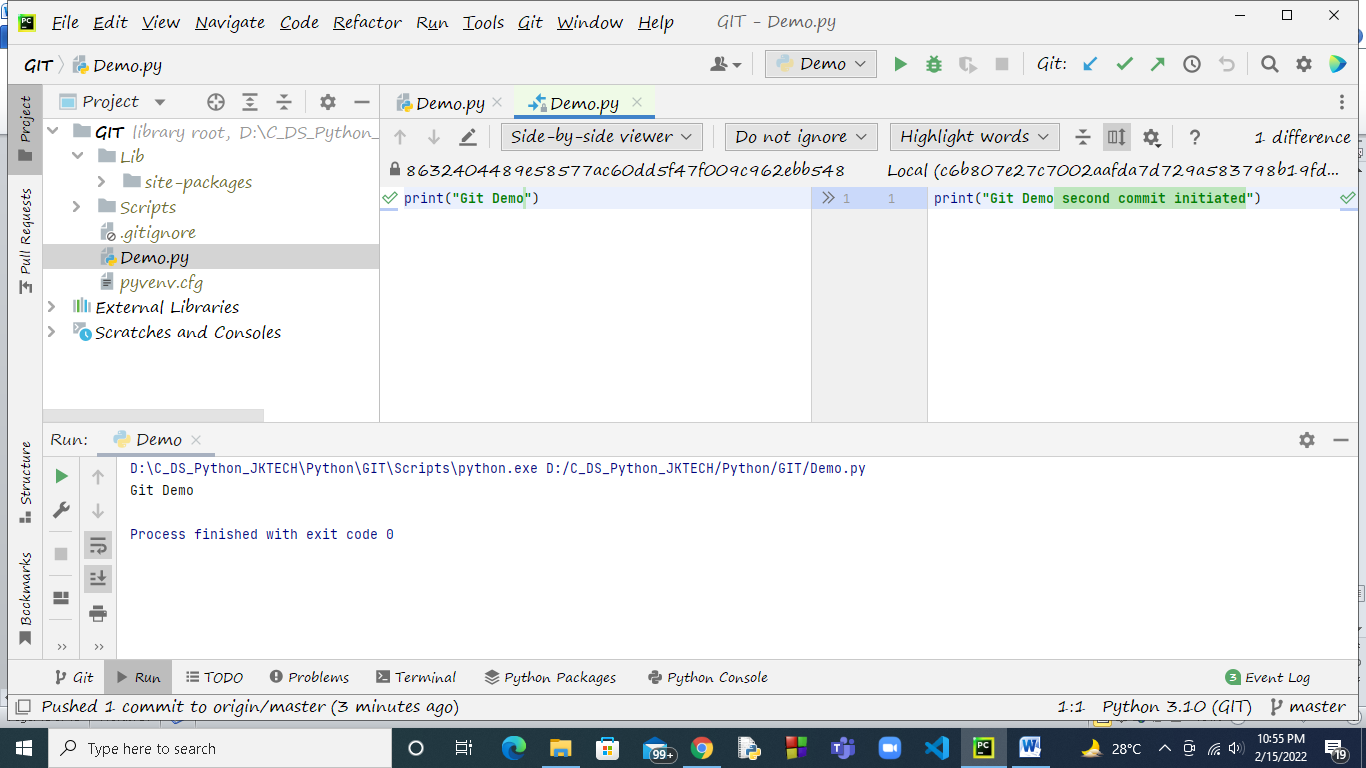 File Edit View Navigate Code Refactor Run Tools Git Window Help GIT - Demo.py
GIT Demo.py Demo Git:
Project
Demo.py
Demo.py
Side-by-side viewer Do not ignore Highlight words ? 1 difference
8632404489e58577ac60dd5f47f009c962ebb548 Local (c6b807e27c7002aafda7d729a583798b19fd...
print("Git Demo") 1 1 print("Git Demo second commit initiated")
GIT library root, D:\C_DS_Python_
Lib
site-packages
Scripts
.gitignore
Demo.py
pyvenv.cfg
External Libraries
Scratches and Consoles
Project
Pull Requests
Structure
Bookmarks
Run: Demo
D:\C_DS_Python_JKTECH\Python\GIT\Scripts\python.exe D:/C_DS_Python_JKTECH/Python/GIT/Demo.py
Git Demo
Process finished with exit code 0
Git Run TODO Problems Terminal Python Packages Python Console 3 Event Log
Pushed 1 commit to origin/master (3 minutes ago) 1:1 Python 3.10 (GIT) master
Type here to search 99+ 28°C 10:55 PM
2/15/2022 19